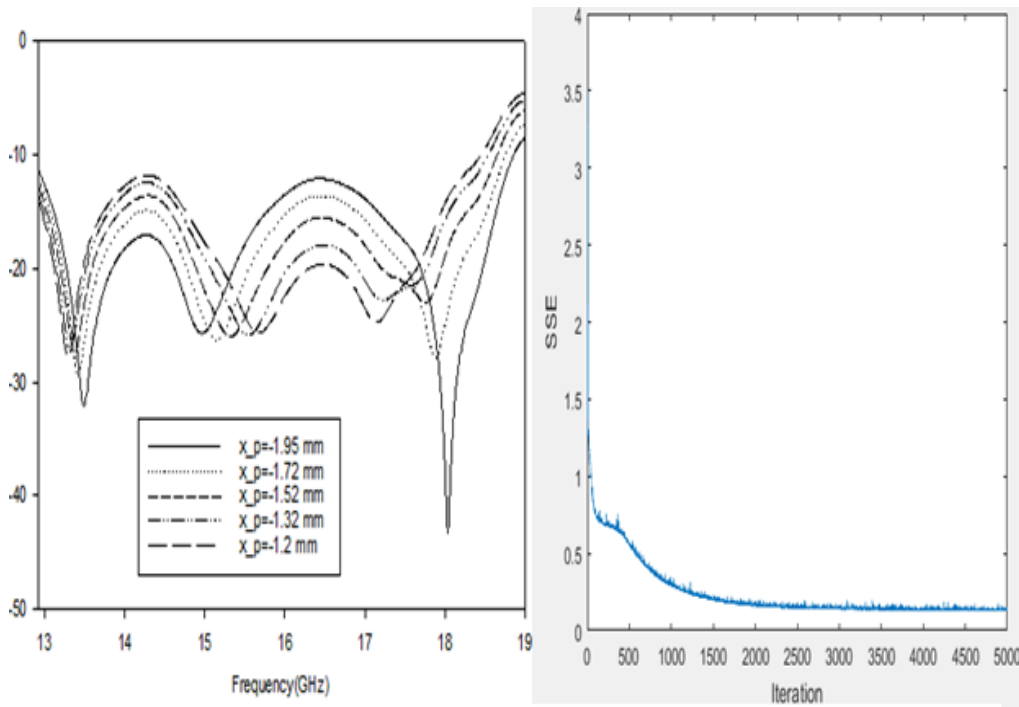 0
-10
-20
-30
-40
-50
x_p=-1.95 mm
x_p=-1.72 mm
x_p=-1.52 mm
x_p=-1.32 mm
x_p=-1.2 mm
13 14 15 16 17 18 19
Frequency(GHz)
4
3.5
3
2.5
2
1.5
1
0.5
0
SSE
0 500 1000 1500 2000 2500 3000 3500 4000 4500 5000
Iteration